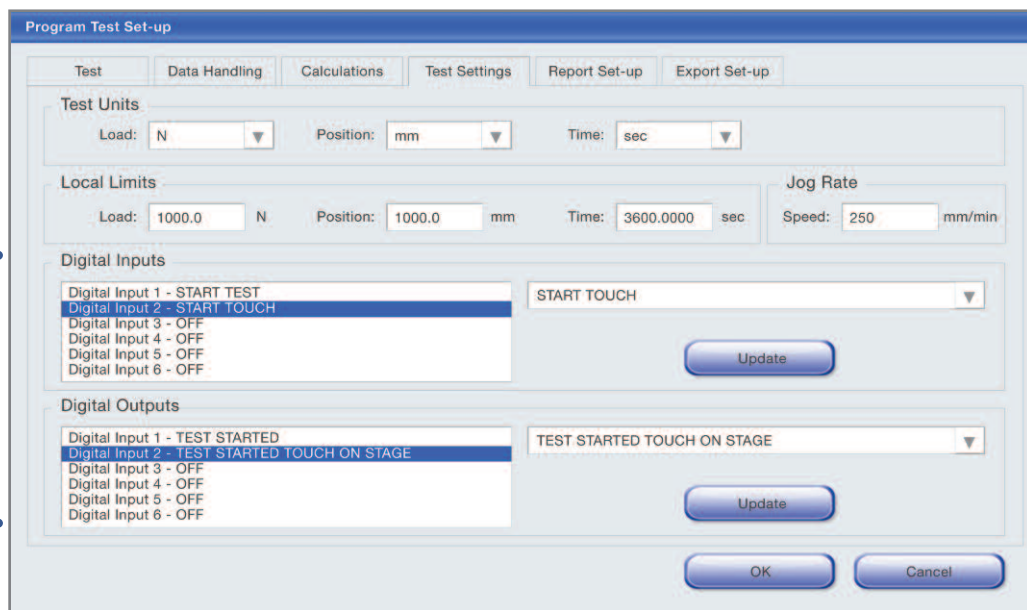 Program Test Set-up
Test Data Handling Calculations Test Settings Report Set-up Export Set-up
Test Units
Load: N Position: mm Time: sec
Local Limits Jog Rate
Load: 1000.0 N Position: 1000.0 mm Time: 3600.0000 sec Speed: 250 mm/min
Digital Inputs
Digital Input 1 - START TEST
Digital Input 2 - START TOUCH
Digital Input 3 - OFF
Digital Input 4 - OFF
Digital Input 5 - OFF
Digital Input 6 - OFF
START TOUCH
Update
Digital Outputs
Digital Input 1 - TEST STARTED
Digital Input 2 - TEST STARTED TOUCH ON STAGE
Digital Input 3 - OFF
Digital Input 4 - OFF
Digital Input 5 - OFF
Digital Input 6 - OFF
TEST STARTED TOUCH ON STAGE
Update
OK Cancel